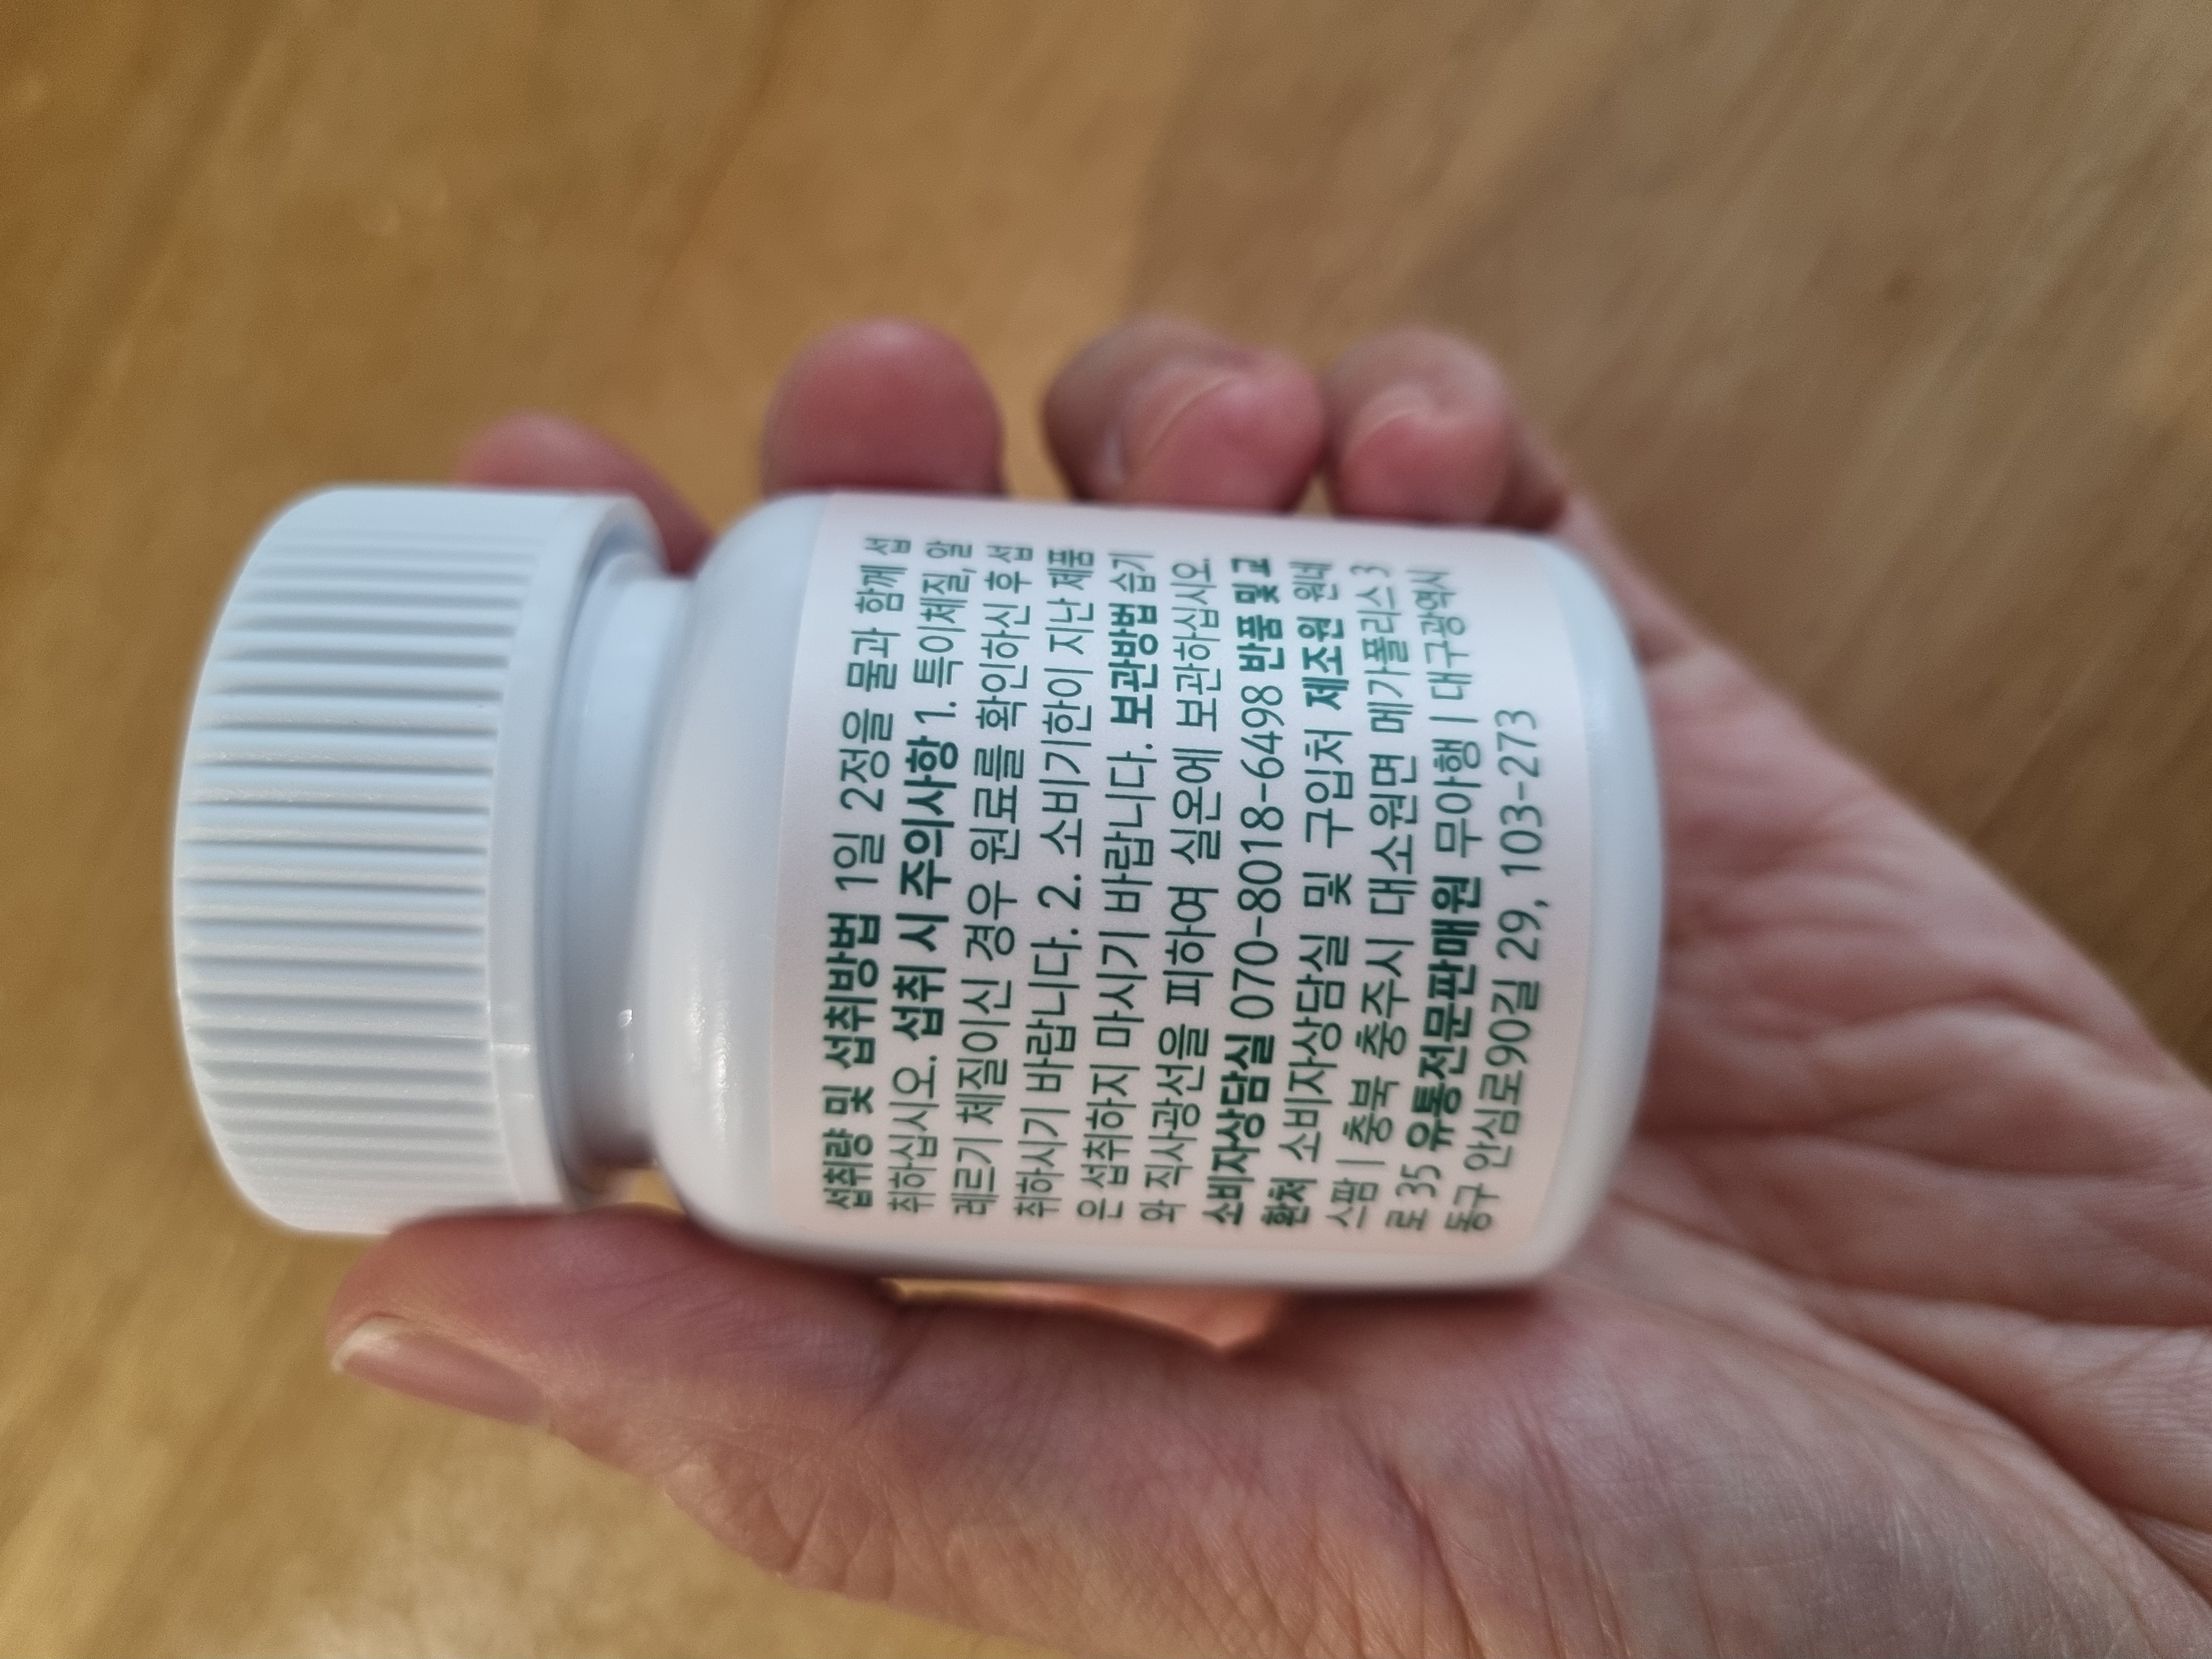 섭취량 및 섭취방법 1일 2정을 물과 함께 섭
취하십시오. 섭취 시 주의사항 1. 특이체질, 알
레르기 체질이신 경우 원료를 확인하신 후 섭
취하시기 바랍니다. 2. 소비기한이 지난 제품
은 섭취하지 마시기 바랍니다. 보관방법 습기
와 직사광선을 피하여 실온에 보관하십시오
소비자상담실 070-8018-6498 반품 및 교
환처 소비자상담실 및 구입처 제조원 원네
스팜 | 충북 충주시 대소원면 메가폴리스 3
로 35 유통전문판매원 무아행 | 대구광역시
동구 안심로90길 29, 103-273